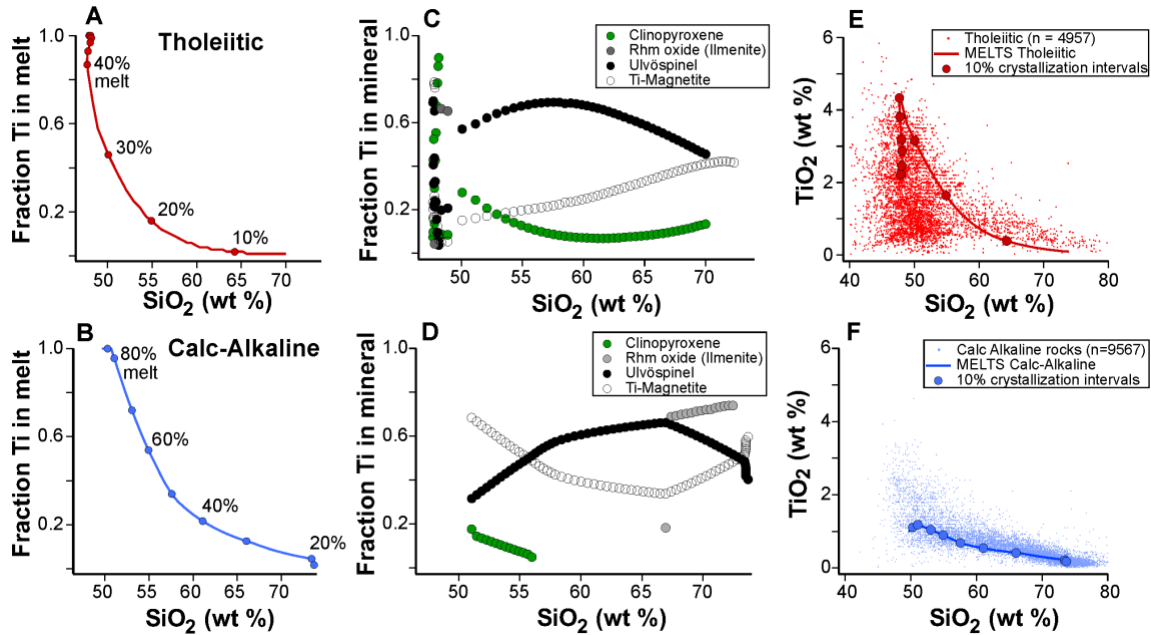 A
Tholeiitic
1.0
0.8
0.6
0.4
0.2
Fraction Ti in melt
40%
melt
30%
20%
10%
50 55 60 65 70
SiO2 (wt %)
B
Calc-Alkaline
1.0
0.6
0.2
Fraction Ti in melt
80%
melt
60%
40%
20%
50 55 60 65 70
SiO2 (wt %)
C
Clinopyroxene
Rhm oxide (Ilmenite)
Ulvöspinel
Ti-Magnetite
1.0
0.6
0.2
Fraction Ti in mineral
50 55 60 65 70
SiO2 (wt %)
D
Clinopyroxene
Rhm oxide (Ilmenite)
Ulvöspinel
Ti-Magnetite
1.0
0.6
0.2
Fraction Ti in mineral
50 55 60 65 70
SiO2 (wt %)
E
Tholeiitic (n = 4957)
MELTS Tholeiitic
10% crystallization intervals
6
4
2
0
TiO2 (wt %)
40 50 60 70 80
SiO2 (wt %)
F
Calc Alkaline rocks (n=9567)
MELTS Calc-Alkaline
10% crystallization intervals
6
4
2
0
TiO2 (wt %)
40 50 60 70 80
SiO2 (wt %)